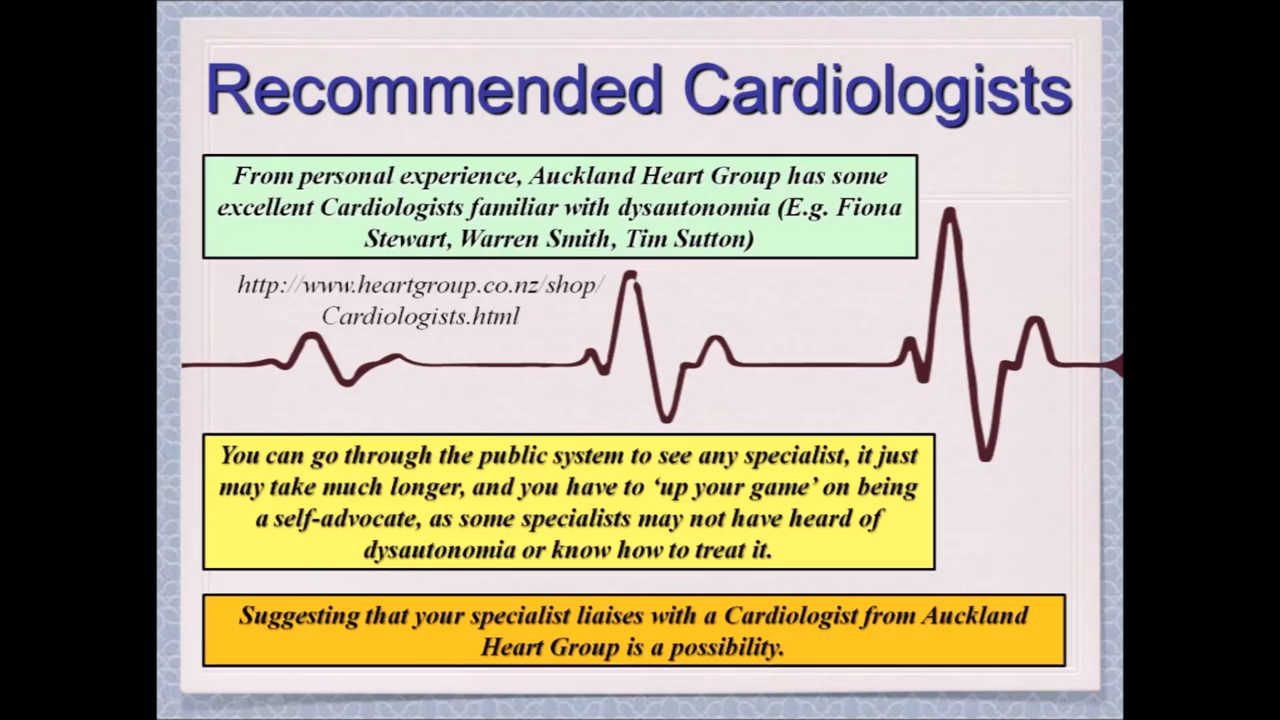 Recommended Cardiologists
From personal experience, Auckland Heart Group has some
excellent Cardiologists familiar with dysautonomia (E.g. Fiona
Stewart, Warren Smith, Tim Sutton)
http://www.heartgroup.co.nz/shop/
Cardiologists.html
You can go through the public system to see any specialist, it just
may take much longer, and you have to ‘up your game’ on being
a self-advocate, as some specialists may not have heard of
dysautonomia or know how to treat it.
Suggesting that your specialist liaises with a Cardiologist from Auckland
Heart Group is a possibility.